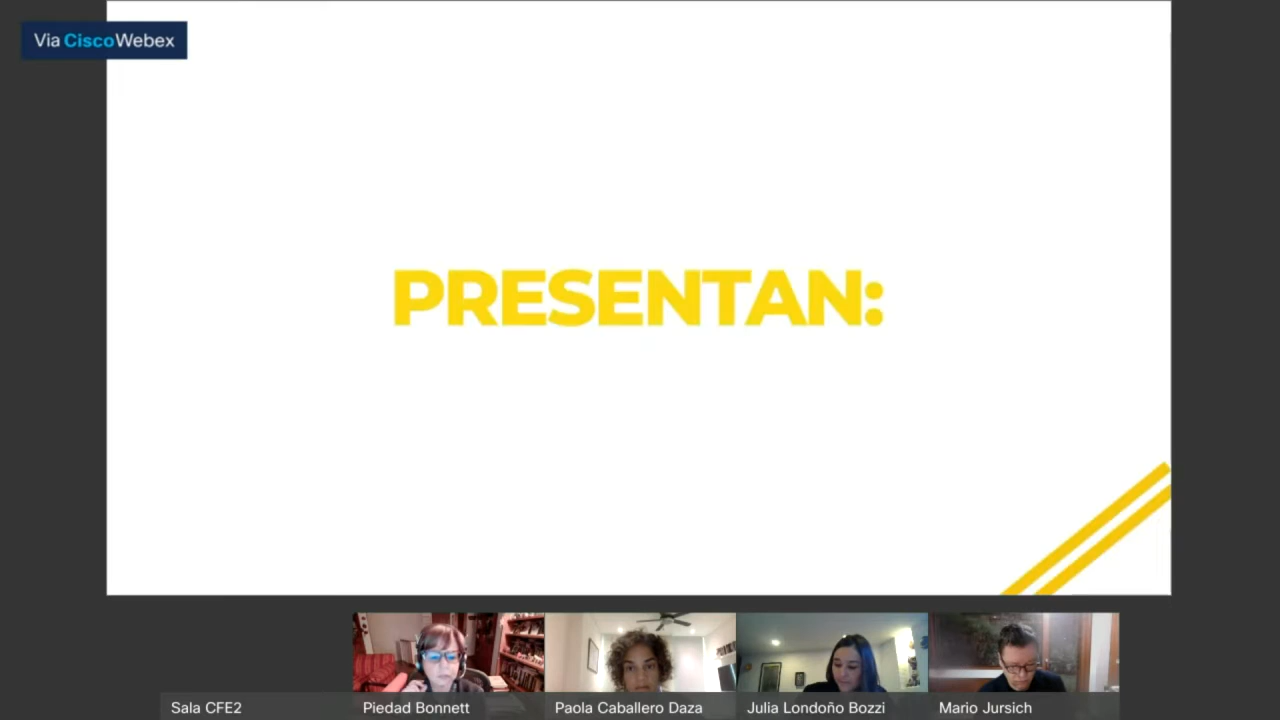 Via CiscoWebex
PRESENTAN:
Sala CFE2
Piedad Bonnett
Paola Caballero Daza
Julia Londoño Bozzi
Mario Jursich